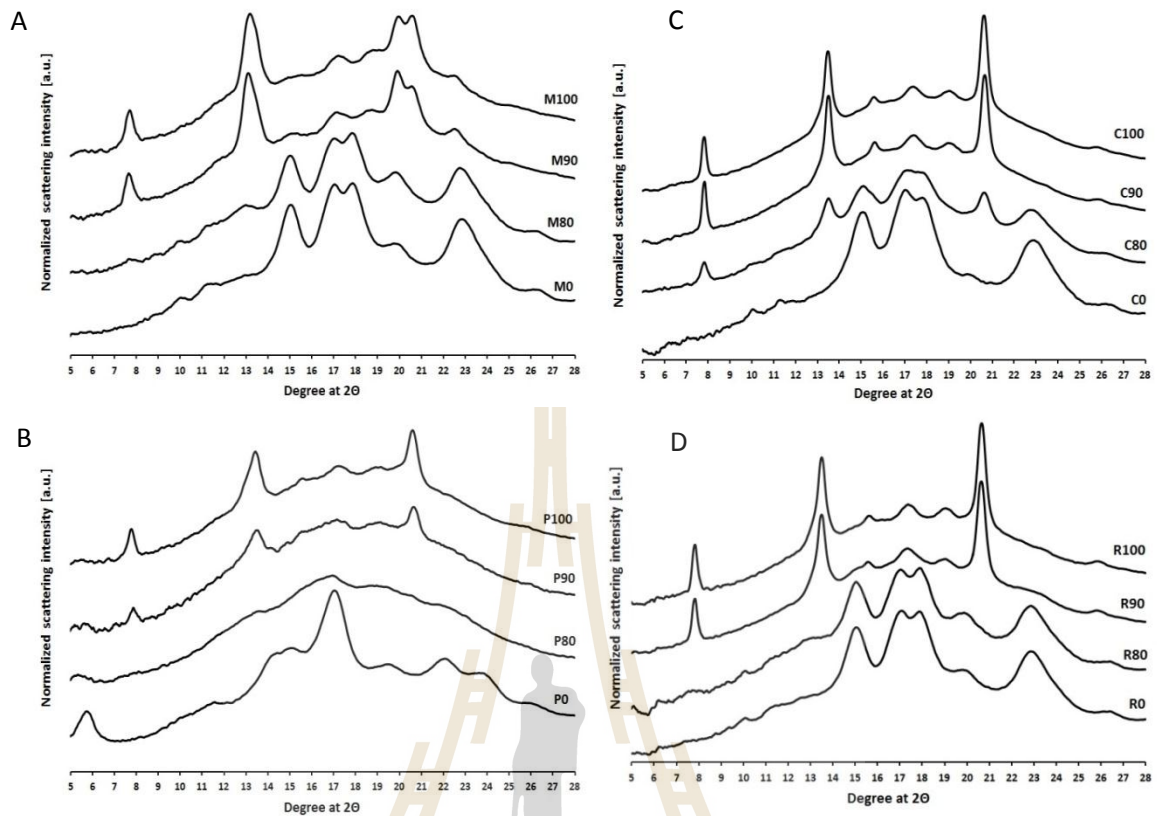 A
Normalized scattering intensity [a.u.]
M100
M90
M80
M0
5 6 7 8 9 10 11 12 13 14 15 16 17 18 19 20 21 22 23 24 25 26 27 28
Degree at 2Θ
C
Normalized scattering intensity [a.u.]
C100
C90
C80
C0
5 6 7 8 9 10 11 12 13 14 15 16 17 18 19 20 21 22 23 24 25 26 27 28
Degree at 2Θ
B
Normalized scattering intensity [a.u.]
P100
P90
P80
P0
5 6 7 8 9 10 11 12 13 14 15 16 17 18 19 20 21 22 23 24 25 26 27 28
Degree at 2Θ
D
Normalized scattering intensity [a.u.]
R100
R90
R80
R0
5 6 7 8 9 10 11 12 13 14 15 16 17 18 19 20 21 22 23 24 25 26 27 28
Degree at 2Θ